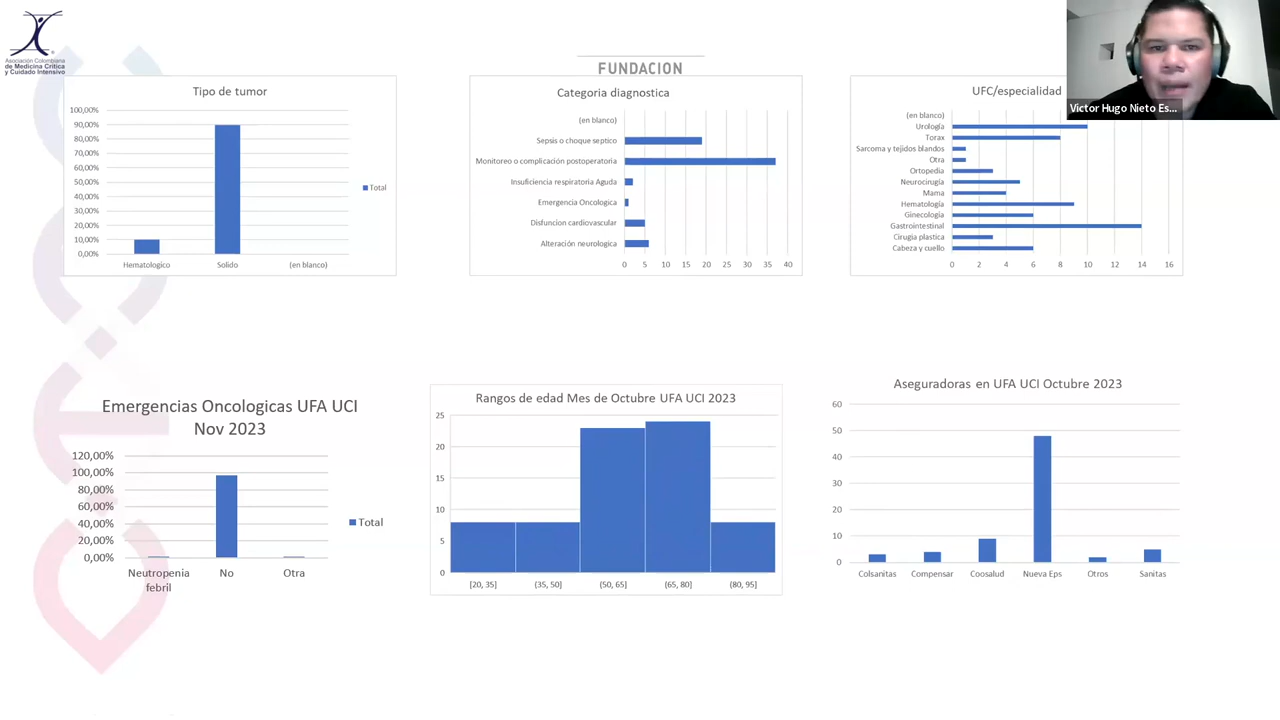 Asociación Colombiana
de Medicina Crítica
y Cuidado Intensivo
FUNDACION
Victor Hugo Nieto Es...
Tipo de tumor
100,00%
90,00%
80,00%
70,00%
60,00%
50,00%
40,00%
30,00%
20,00%
10,00%
0,00%
Hematologico
Solido
(en blanco)
Total
Categoria diagnostica
(en blanco)
Sepsis o choque septico
Monitoreo o complicación postoperatoria
Insuficiencia respiratoria Aguda
Emergencia Oncologica
Disfuncion cardiovascular
Alteración neurologica
0 5 10 15 20 25 30 35 40
UFC/especialidad
(en blanco)
Urología
Torax
Sarcoma y tejidos blandos
Otra
Ortopedia
Neurocirugía
Mama
Hematología
Ginecología
Gastrointestinal
Cirugia plastica
Cabeza y cuello
0 2 4 6 8 10 12 14 16
Emergencias Oncologicas UFA UCI
Nov 2023
120,00%
100,00%
80,00%
60,00%
40,00%
20,00%
0,00%
Neutropenia
febril
No
Otra
Total
Rangos de edad Mes de Octubre UFA UCI 2023
25
20
15
10
5
0
[20, 35]
(35, 50]
(50, 65]
(65, 80]
(80, 95]
Aseguradoras en UFA UCI Octubre 2023
60
50
40
30
20
10
0
Colsanitas
Compensar
Coosalud
Nueva Eps
Otros
Sanitas